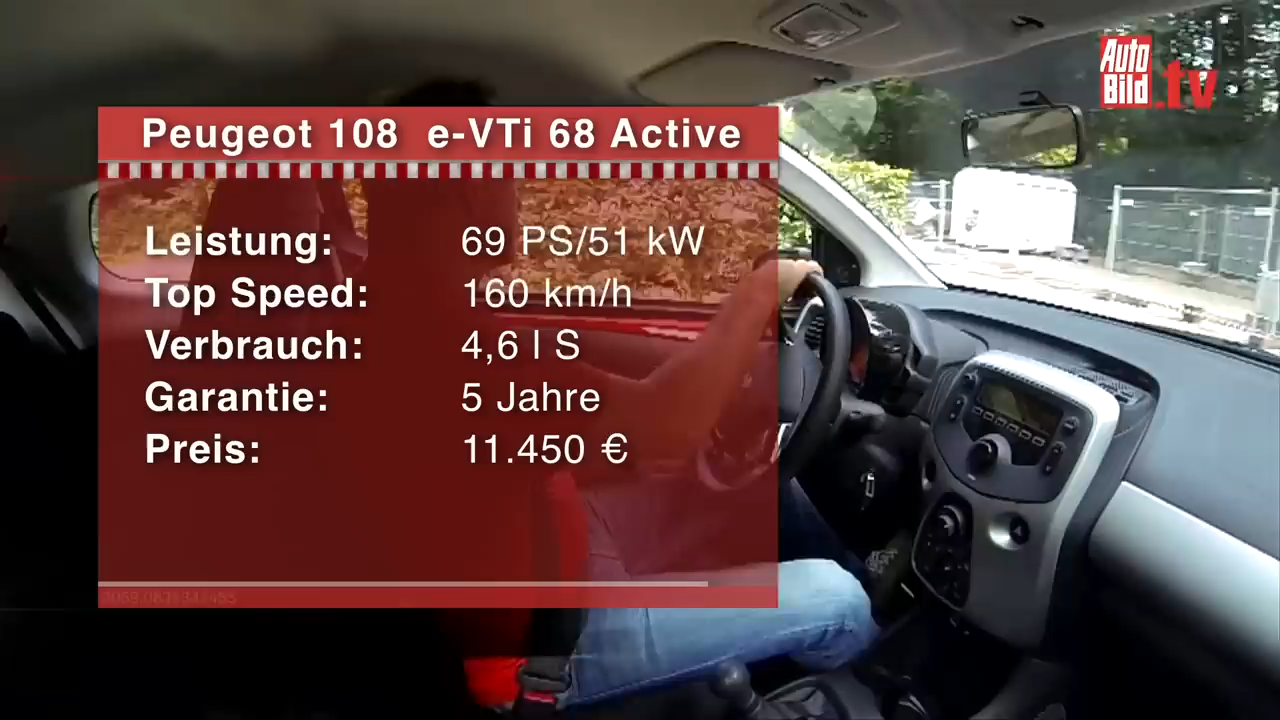 Auto
Bild.tv
Peugeot 108 e-VTi 68 Active
Leistung: 69 PS/51 kW
Top Speed: 160 km/h
Verbrauch: 4,6 l S
Garantie: 5 Jahre
Preis: 11.450 €